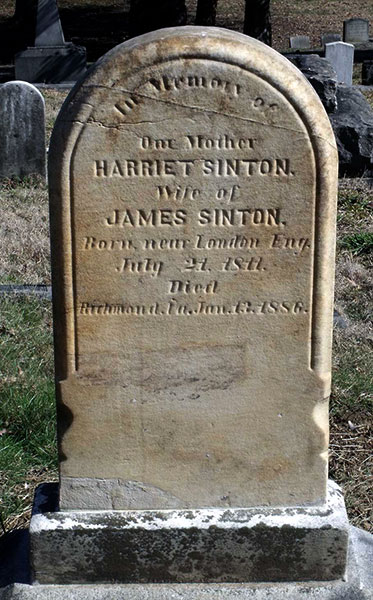 In Memory of
Our Mother
HARRIET SINTON.
Wife of
JAMES SINTON.
Born near London Eng.
July 21. 1811.
Died
Richmond. Va. Jan. 13. 1886.